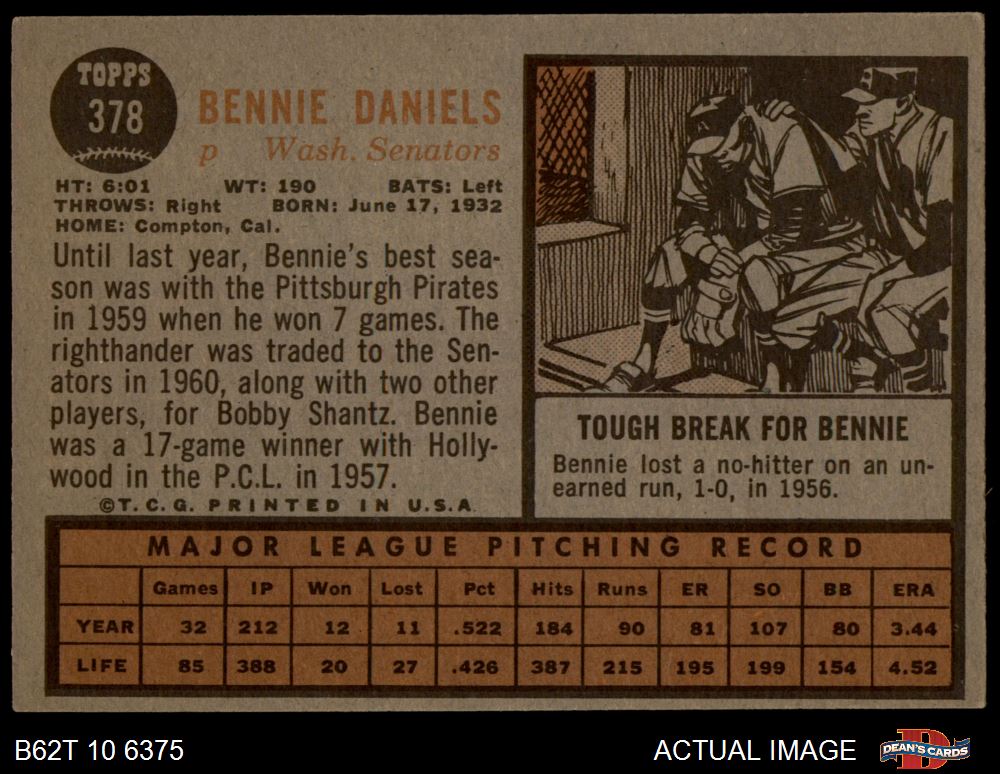 TOPPS
378
BENNIE DANIELS
p Wash. Senators
HT: 6:01 WT: 190 BATS: Left
THROWS: Right BORN: June 17, 1932
HOME: Compton, Cal.
Until last year, Bennie's best sea-
son was with the Pittsburgh Pirates
in 1959 when he won 7 games. The
righthander was traded to the Sen-
ators in 1960, along with two other
players, for Bobby Shantz. Bennie
was a 17-game winner with Holly-
wood in the P.C.L. in 1957.
©T.C.G. PRINTED IN U.S.A.
TOUGH BREAK FOR BENNIE
Bennie lost a no-hitter on an un-
earned run, 1-0, in 1956.
MAJOR LEAGUE PITCHING RECORD
Games IP Won Lost Pct Hits Runs ER SO BB ERA
YEAR 32 212 12 11 .522 184 90 81 107 80 3.44
LIFE 85 388 20 27 .426 387 215 195 199 154 4.52
B62T 10 6375
ACTUAL IMAGE
DEAN'S CARDS